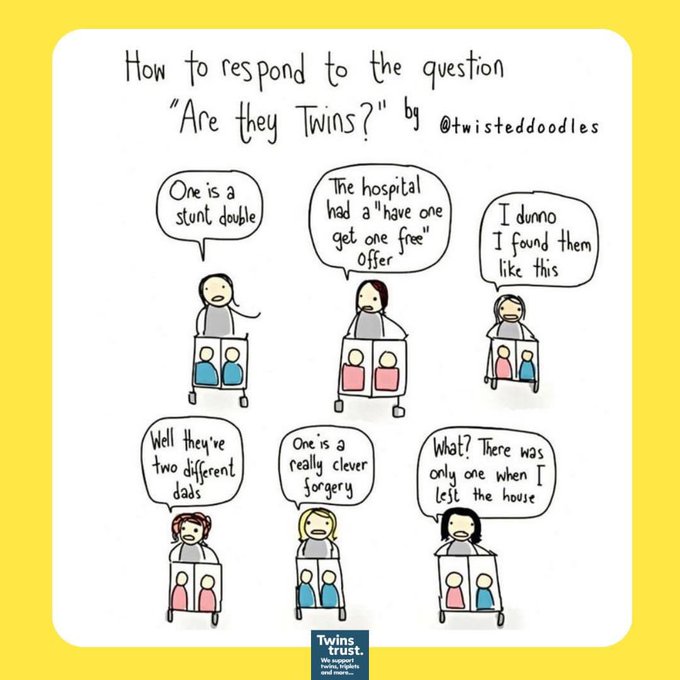 How to respond to the question
"Are they Twins?" by @twisteddoodles
One is a
stunt double
The hospital
had a "have one
get one free"
offer
I dunno
I found them
like this
Well they've
two different
dads
One is a
really clever
forgery
What? There was
only one when I
left the house
Twins
trust.
We support
twins, triplets
and more...